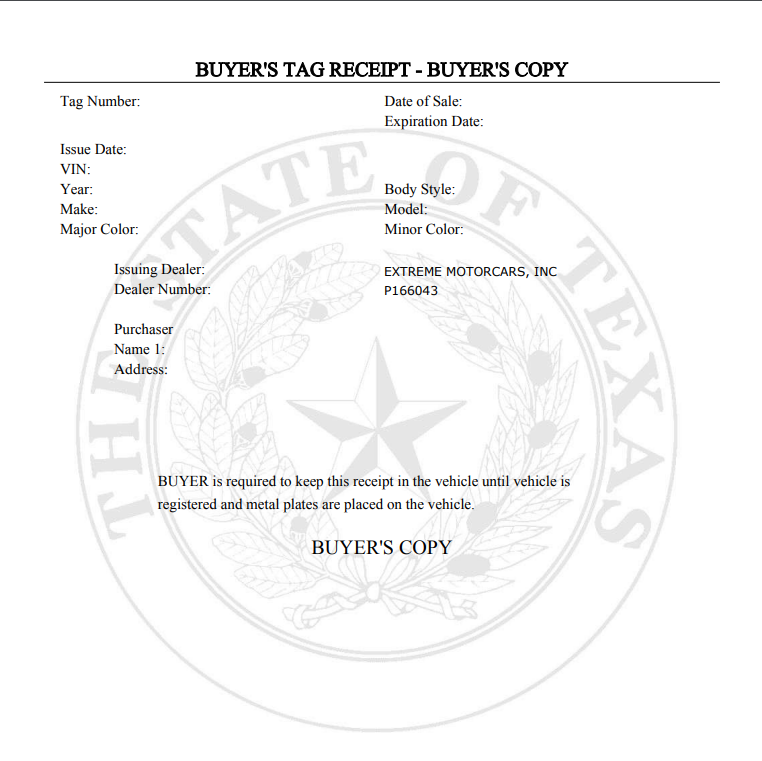 BUYER'S TAG RECEIPT - BUYER'S COPY
Tag Number:
Date of Sale:
Expiration Date:
Issue Date:
VIN:
Year:
Body Style:
Make:
Model:
Major Color:
Minor Color:
Issuing Dealer: EXTREME MOTORCARS, INC
Dealer Number: P166043
Purchaser
Name 1:
Address:
BUYER is required to keep this receipt in the vehicle until vehicle is
registered and metal plates are placed on the vehicle.
BUYER'S COPY
THE STATE OF TEXAS